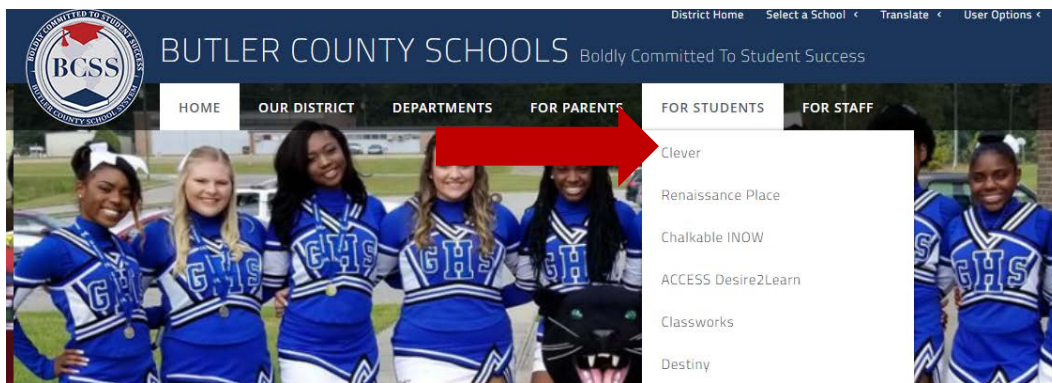 District Home Select a School < Translate < User Options <
BOLDLY COMMITTED TO STUDENT SUCCESS
BCSS
BUTLER COUNTY SCHOOL SYSTEM
BUTLER COUNTY SCHOOLS Boldly Committed To Student Success
HOME OUR DISTRICT DEPARTMENTS FOR PARENTS FOR STUDENTS FOR STAFF
Clever
Renaissance Place
Chalkable INOW
ACCESS Desire2Learn
Classworks
Destiny
GHS
GHS
GHS
GHS
GHS